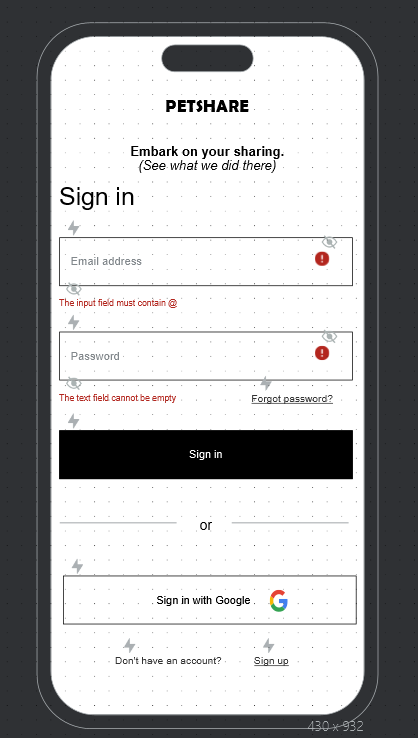 PETSHARE
Embark on your sharing.
(See what we did there)
Sign in
Email address
The input field must contain @
Password
The text field cannot be empty
Forgot password?
Sign in
or
Sign in with Google
Don't have an account?
Sign up
430 x 932